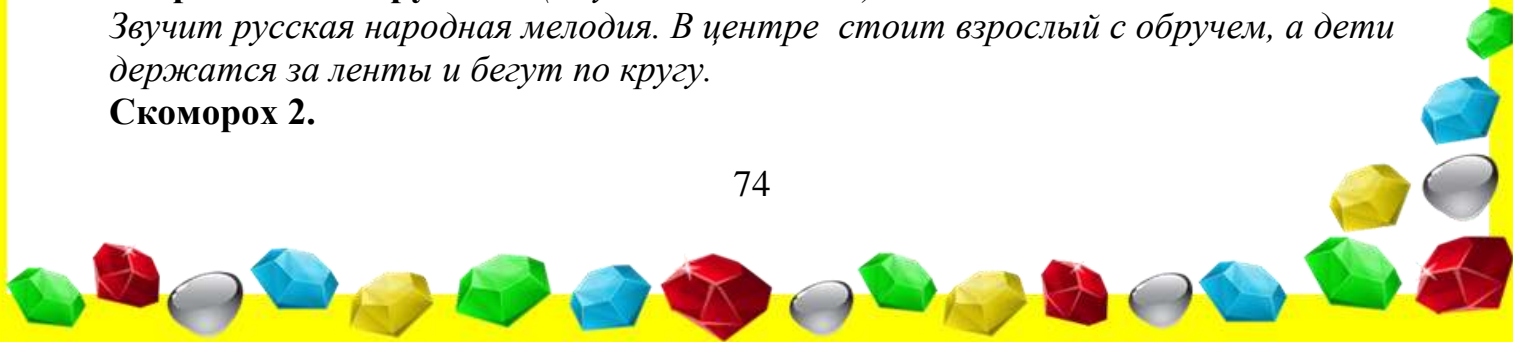 Звучит русская народная мелодия. В центре стоит взрослый с обручем, а дети
держатся за ленты и бегут по кругу.
Скоморох 2.
74